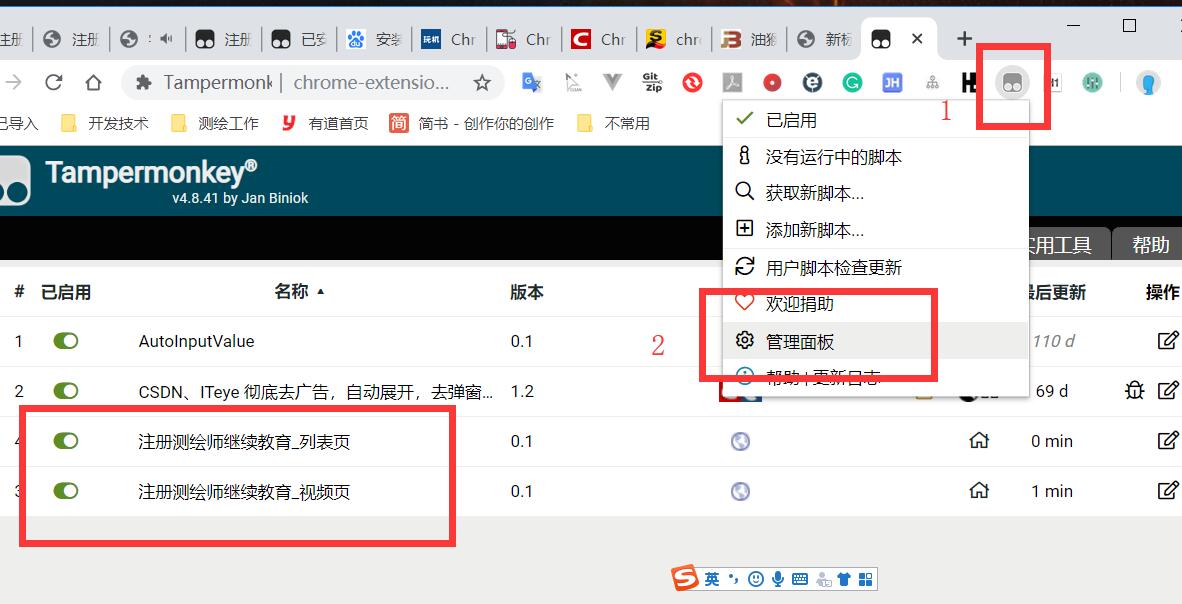 注册
注册
注册
已安
安装
玩机
Chr
Chr
Chr
chro
油猴
新标
Tampermonk
chrome-extensio...
Git
Zip
JH
H1
已导入
开发技术
测绘工作
有道首页
简
简书 - 创作你的创作
不常用
1
已启用
没有运行中的脚本
获取新脚本...
添加新脚本...
用户脚本检查更新
欢迎捐助
2
管理面板
帮助 | 更新日志
Tampermonkey®
v4.8.41 by Jan Biniok
实用工具
帮助
# 已启用 名称 版本 最后更新 操作
1 AutoInputValue 0.1 110 d
2 CSDN、ITeye 彻底去广告，自动展开，去弹窗... 1.2 69 d
4 注册测绘师继续教育_列表页 0.1 0 min
3 注册测绘师继续教育_视频页 0.1 1 min
英